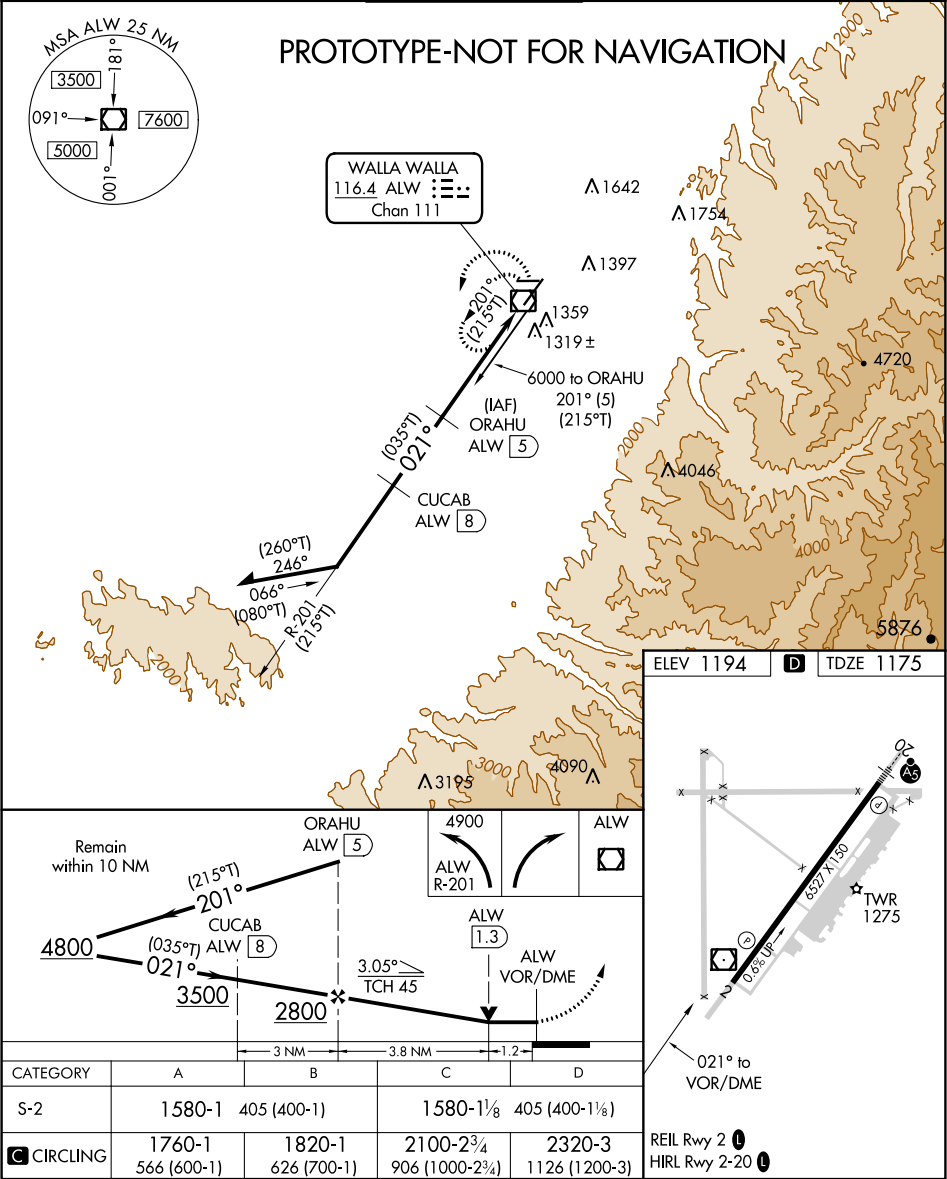 PROTOTYPE-NOT FOR NAVIGATION
MSA ALW 25 NM
181°
3500
091°
7600
5000
001°
WALLA WALLA
116.4 ALW
Chan 111
2000
1642
1754
1397
1359
1319 ±
4720
201°
(215°T)
6000 to ORAHU
201° (5)
(215°T)
(IAF)
ORAHU
ALW 5
(035°T)
021°
2000
4046
CUCAB
ALW 8
4000
(260°T)
246°
066°
(080°T)
R-201
(215°T)
2000
5876
3000
3195
4090
ELEV 1194
D
TDZE 1175
20
A5
P
6527 X 150
TWR
1275
P
0.6% UP
2
021° to
VOR/DME
REIL Rwy 2 L
HIRL Rwy 2-20 L
Remain
within 10 NM
ORAHU
ALW 5
(215°T)
201°
4900
ALW
R-201
ALW
CUCAB
ALW 8
4800
(035°T)
021°
3500
2800
3.05°
TCH 45
ALW
1.3
ALW
VOR/DME
3 NM
3.8 NM
1.2
CATEGORY A B C D
S-2 1580-1 405 (400-1) 1580-1⅛ 405 (400-1⅛)
C CIRCLING
1760-1 1820-1 2100-2¾ 2320-3
566 (600-1) 626 (700-1) 906 (1000-2¾) 1126 (1200-3)